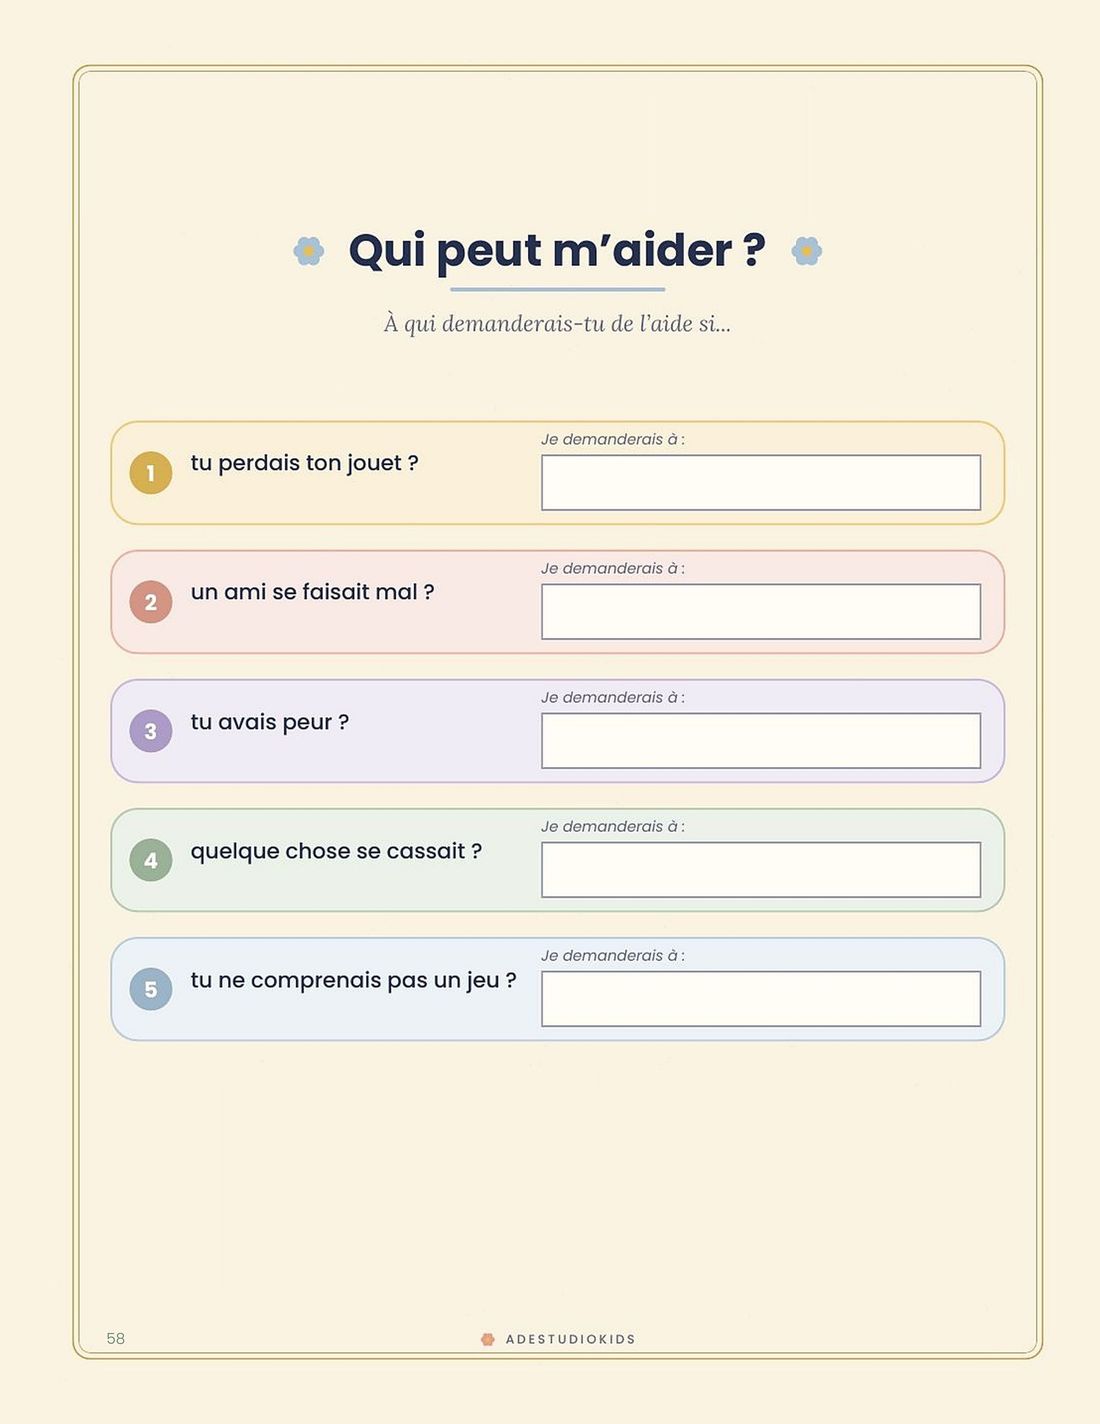 Qui peut m’aider ?
À qui demanderais-tu de l’aide si...
1 tu perdais ton jouet ?
Je demanderais à :
2 un ami se faisait mal ?
Je demanderais à :
3 tu avais peur ?
Je demanderais à :
4 quelque chose se cassait ?
Je demanderais à :
5 tu ne comprenais pas un jeu ?
Je demanderais à :
58
ADESTUDIOKIDS